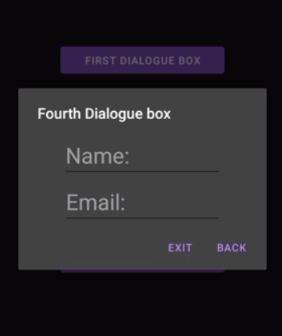 FIRST DIALOGUE BOX
Fourth Dialogue box
Name:
Email:
EXIT BACK